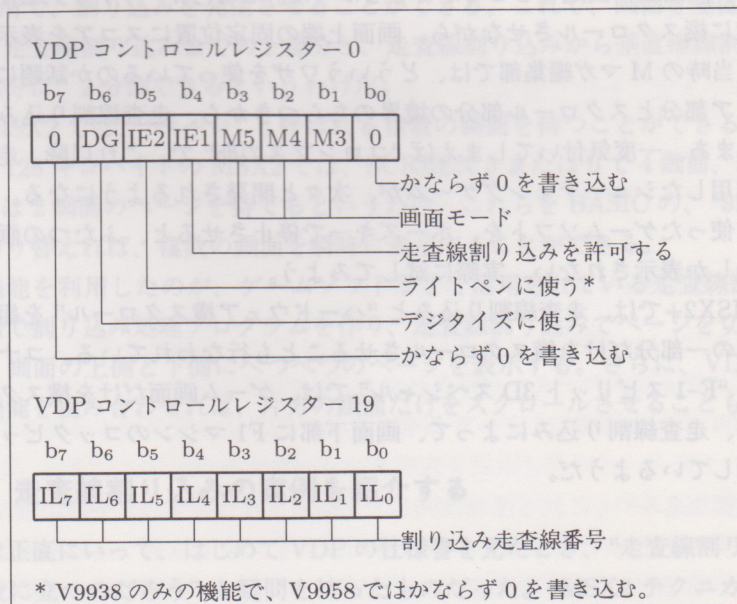 VDP コントロールレジスター 0
b7 b6 b5 b4 b3 b2 b1 b0
0 DG IE2 IE1 M5 M4 M3 0
かならず 0 を書き込む
画面モード
走査線割り込みを許可する
ライトペンに使う*
デジタイズに使う
かならず 0 を書き込む
VDP コントロールレジスター 19
b7 b6 b5 b4 b3 b2 b1 b0
IL7 IL6 IL5 IL4 IL3 IL2 IL1 IL0
割り込み走査線番号
* V9938 のみの機能で、V9958 ではかならず 0 を書き込む。